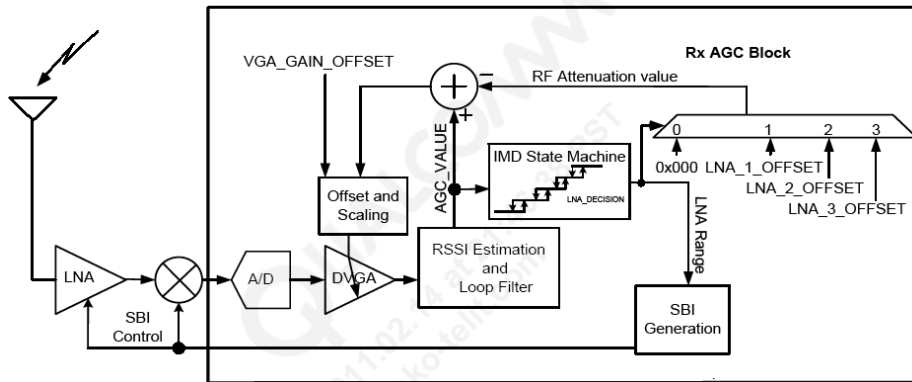 Rx AGC Block
VGA_GAIN_OFFSET
RF Attenuation value
−
+
+
AGC_VALUE
0 1 2 3
IMD State Machine
LNA_DECISION
0x000 LNA_1_OFFSET
LNA_2_OFFSET
LNA_3_OFFSET
Offset and
Scaling
LNA Range
RSSI Estimation
and
Loop Filter
LNA
A/D
DVGA
SBI
Control
SBI
Generation
QUALCOMM